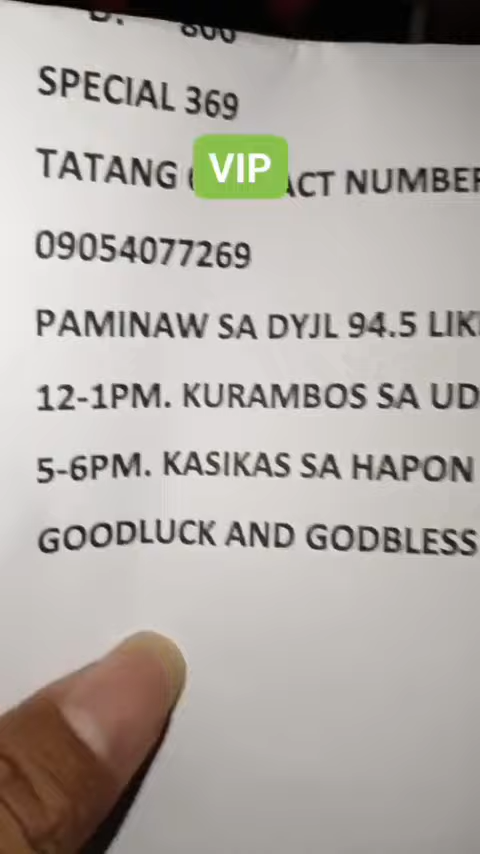 D. 800
SPECIAL 369
TATANG
VIP
NUMBER
09054077269
PAMINAW SA DYJL 94.5
12-1PM. KURAMBOS SA
5-6PM. KASIKAS SA HAPON
GOODLUCK AND GODBLESS